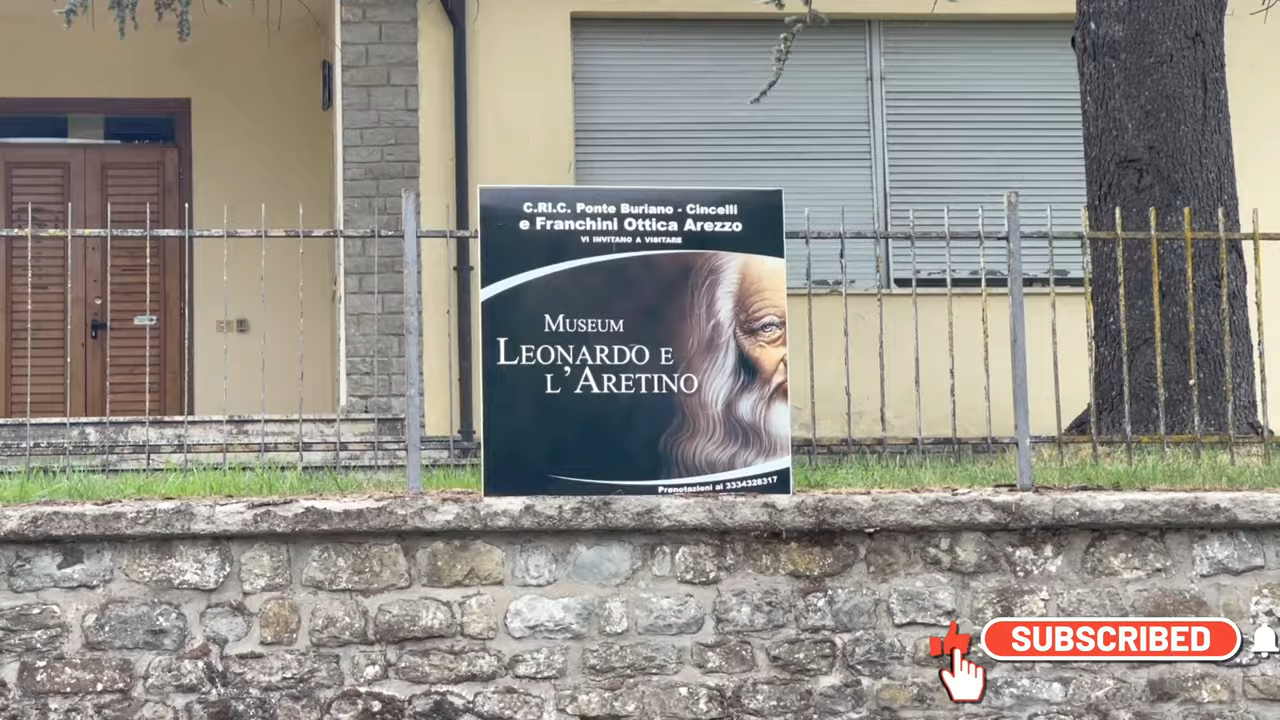 C.RI.C. Ponte Buriano - Cincelli
e Franchini Ottica Arezzo
VI INVITANO A VISITARE
MUSEUM
LEONARDO E
L'ARETINO
Prenotazioni al 3334328317
SUBSCRIBED